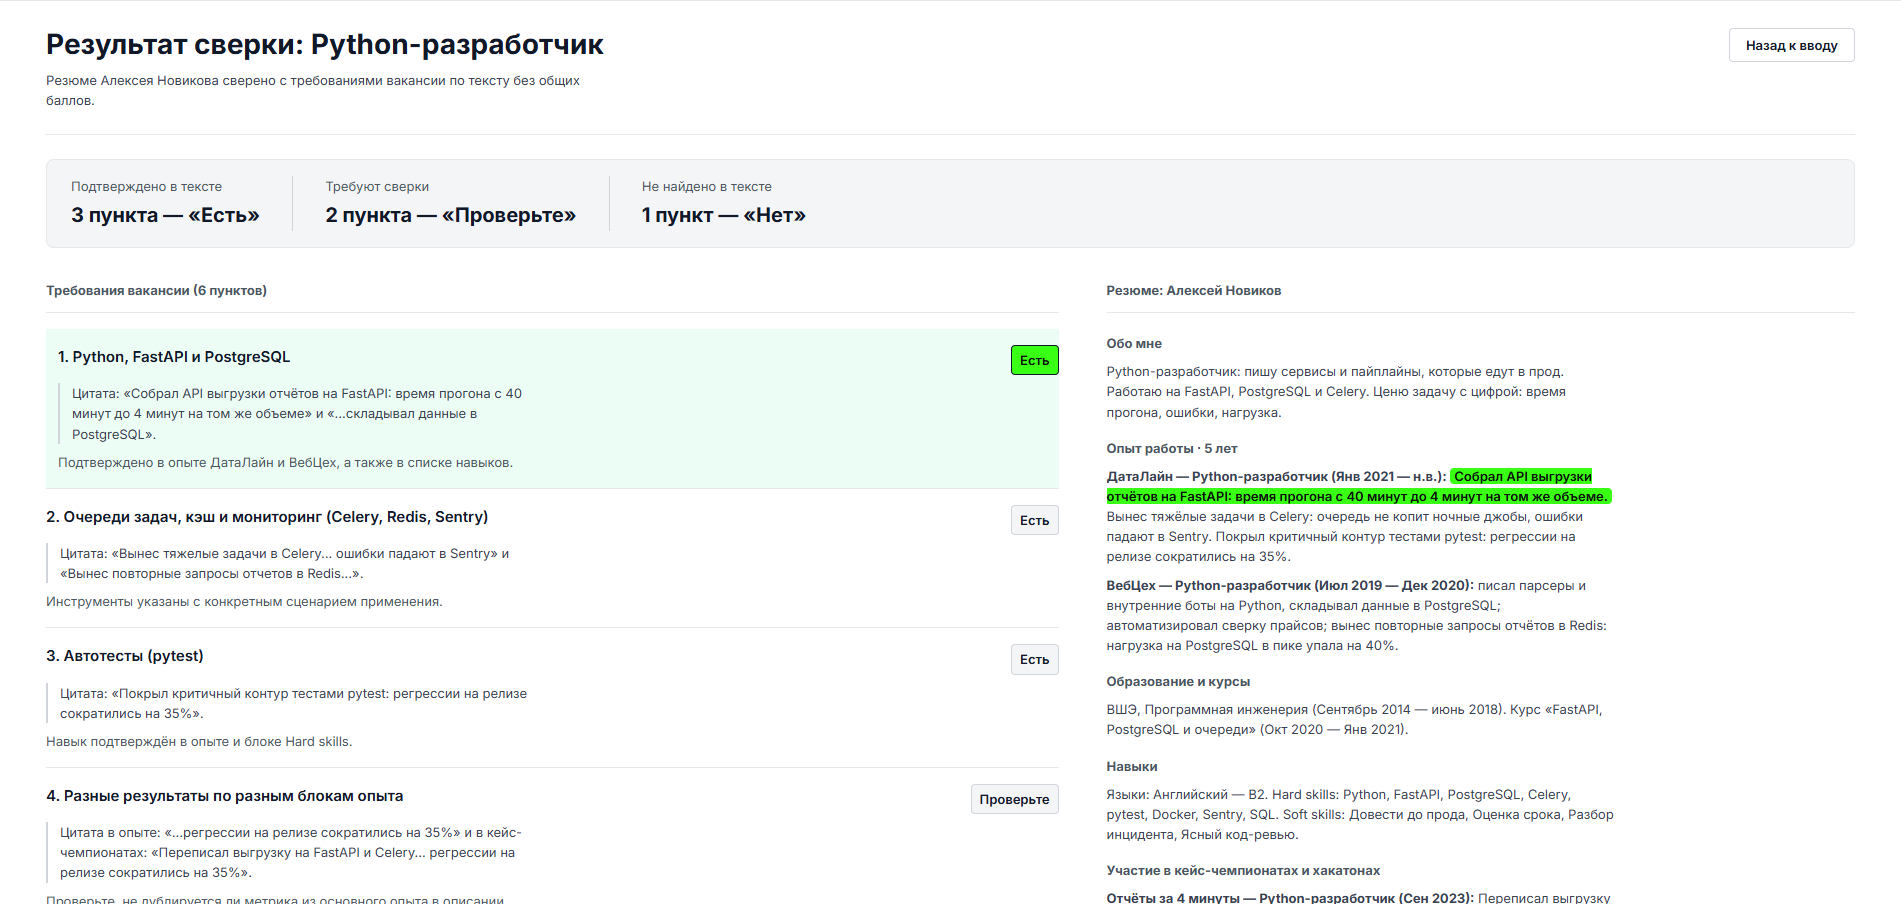 Результат сверки: Python-разработчик
Назад к вводу
Резюме Алексея Новикова сверено с требованиями вакансии по тексту без общих
баллов.
Подтверждено в тексте
3 пункта — «Есть»
Требуют сверки
2 пункта — «Проверьте»
Не найдено в тексте
1 пункт — «Нет»
Требования вакансии (6 пунктов)
1. Python, FastAPI и PostgreSQL
Есть
Цитата: «Собрал API выгрузки отчётов на FastAPI: время прогона с 40
минут до 4 минут на том же объеме» и «...складывал данные в
PostgreSQL».
Подтверждено в опыте ДатаЛайн и ВебЦех, а также в списке навыков.
2. Очереди задач, кэш и мониторинг (Celery, Redis, Sentry)
Есть
Цитата: «Вынес тяжелые задачи в Celery... ошибки падают в Sentry» и
«Вынес повторные запросы отчетов в Redis...».
Инструменты указаны с конкретным сценарием применения.
3. Автотесты (pytest)
Есть
Цитата: «Покрыл критичный контур тестами pytest: регрессии на релизе
сократились на 35%».
Навык подтверждён в опыте и блоке Hard skills.
4. Разные результаты по разным блокам опыта
Проверьте
Цитата в опыте: «...регрессии на релизе сократились на 35%» и в кейс-
чемпионатах: «Переписал выгрузку на FastAPI и Celery... регрессии на
релизе сократились на 35%».
Проверьте, не дублируется ли метрика из основного опыта в описании
Резюме: Алексей Новиков
Обо мне
Python-разработчик: пишу сервисы и пайплайны, которые едут в прод.
Работаю на FastAPI, PostgreSQL и Celery. Ценю задачу с цифрой: время
прогона, ошибки, нагрузка.
Опыт работы · 5 лет
ДатаЛайн — Python-разработчик (Янв 2021 — н.в.): Собрал API выгрузки
отчётов на FastAPI: время прогона с 40 минут до 4 минут на том же объеме.
Вынес тяжёлые задачи в Celery: очередь не копит ночные джобы, ошибки
падают в Sentry. Покрыл критичный контур тестами pytest: регрессии на
релизе сократились на 35%.
ВебЦех — Python-разработчик (Июл 2019 — Дек 2020): писал парсеры и
внутренние боты на Python, складывал данные в PostgreSQL;
автоматизировал сверку прайсов; вынес повторные запросы отчётов в Redis:
нагрузка на PostgreSQL в пике упала на 40%.
Образование и курсы
ВШЭ, Программная инженерия (Сентябрь 2014 — июнь 2018). Курс «FastAPI,
PostgreSQL и очереди» (Окт 2020 — Янв 2021).
Навыки
Языки: Английский — B2. Hard skills: Python, FastAPI, PostgreSQL, Celery,
pytest, Docker, Sentry, SQL. Soft skills: Довести до прода, Оценка срока, Разбор
инцидента, Ясный код-ревью.
Участие в кейс-чемпионатах и хакатонах
Отчёты за 4 минуты — Python-разработчик (Сен 2023): Переписал выгрузку